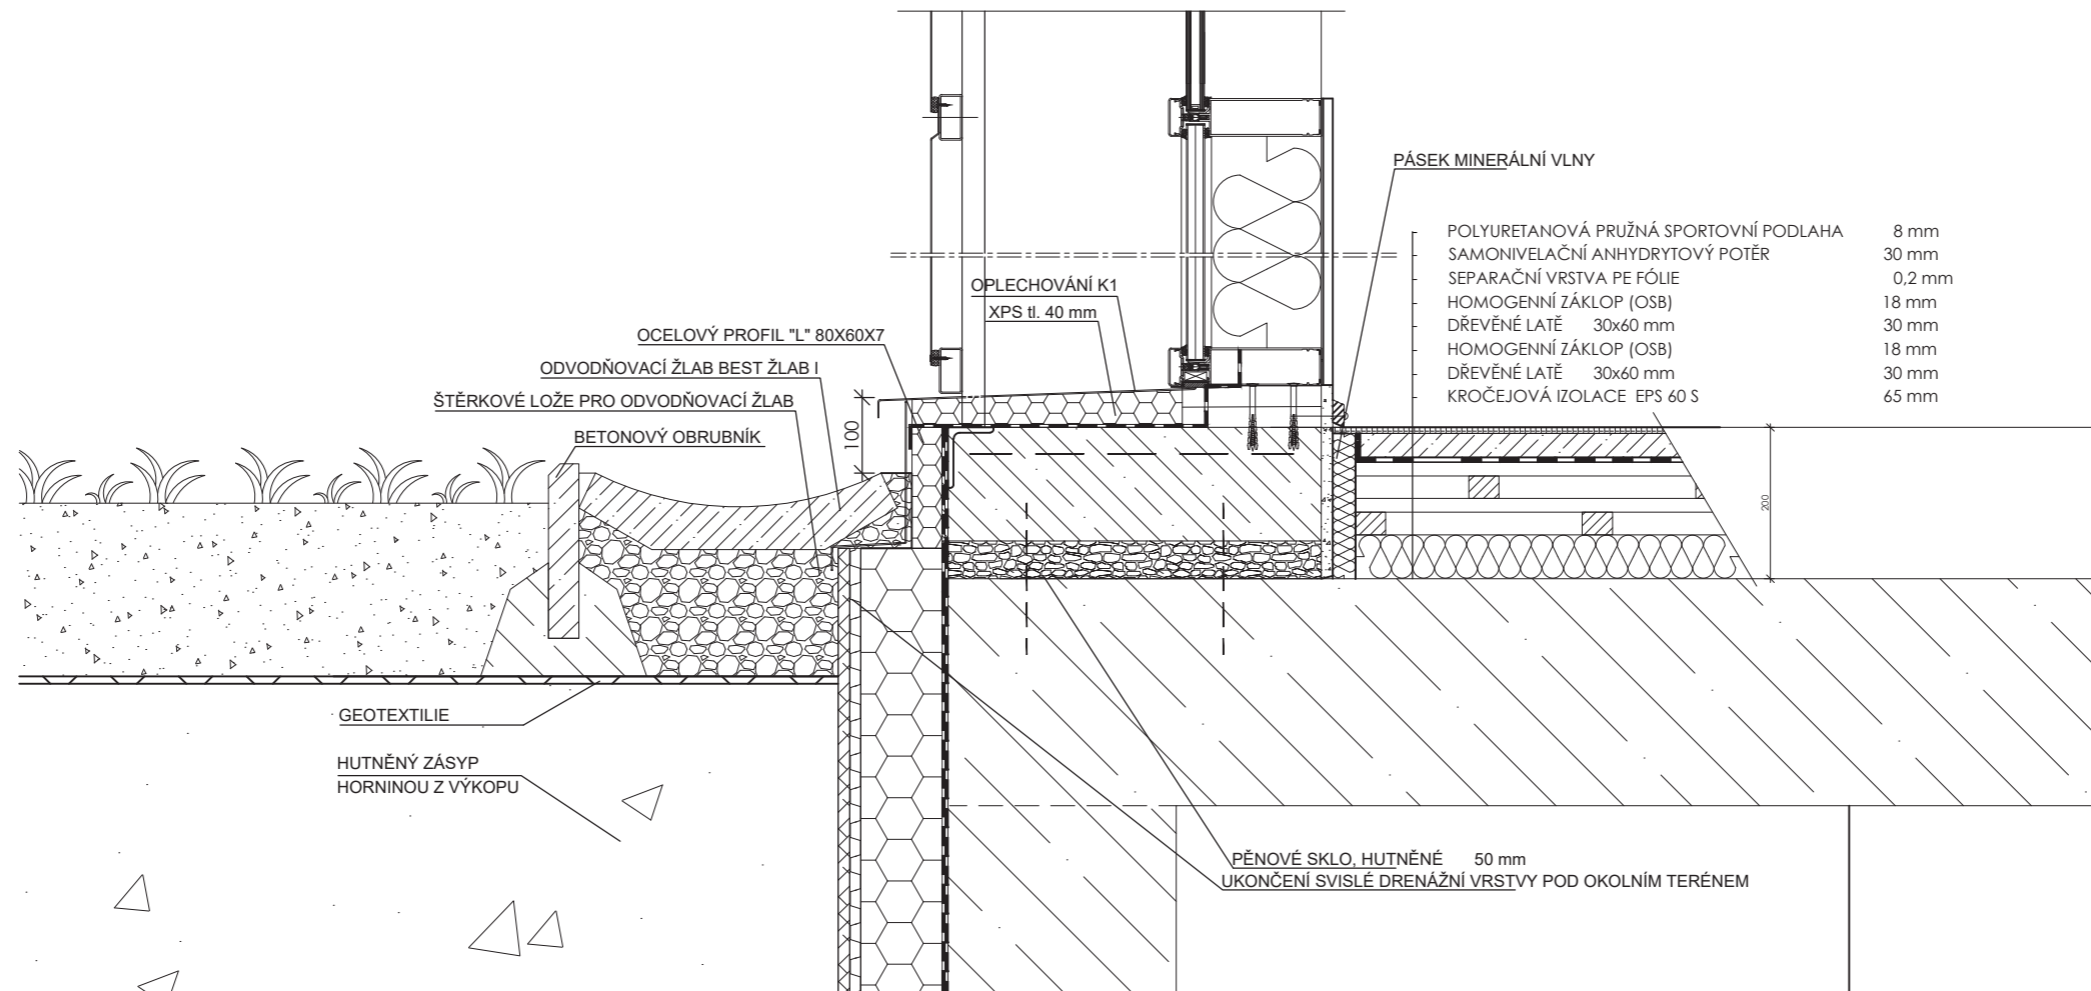 PÁSEK MINERÁLNÍ VLNY
POLYURETANOVÁ PRUŽNÁ SPORTOVNÍ PODLAHA 8 mm
SAMONIVELAČNÍ ANHYDRYTOVÝ POTĚR 30 mm
SEPARAČNÍ VRSTVA PE FÓLIE 0,2 mm
HOMOGENNÍ ZÁKLOP (OSB) 18 mm
DŘEVĚNÉ LATĚ 30x60 mm 30 mm
HOMOGENNÍ ZÁKLOP (OSB) 18 mm
DŘEVĚNÉ LATĚ 30x60 mm 30 mm
KROČEJOVÁ IZOLACE EPS 60 S 65 mm
OPLECHOVÁNÍ K1
XPS tl. 40 mm
OCELOVÝ PROFIL "L" 80X60X7
ODVODŇOVACÍ ŽLAB BEST ŽLAB I
ŠTĚRKOVÉ LOŽE PRO ODVODŇOVACÍ ŽLAB
BETONOVÝ OBRUBNÍK
100
200
GEOTEXTILIE
HUTNĚNÝ ZÁSYP
HORNINOU Z VÝKOPU
PĚNOVÉ SKLO, HUTNĚNÉ 50 mm
UKONČENÍ SVISLÉ DRENÁŽNÍ VRSTVY POD OKOLNÍM TERÉNEM